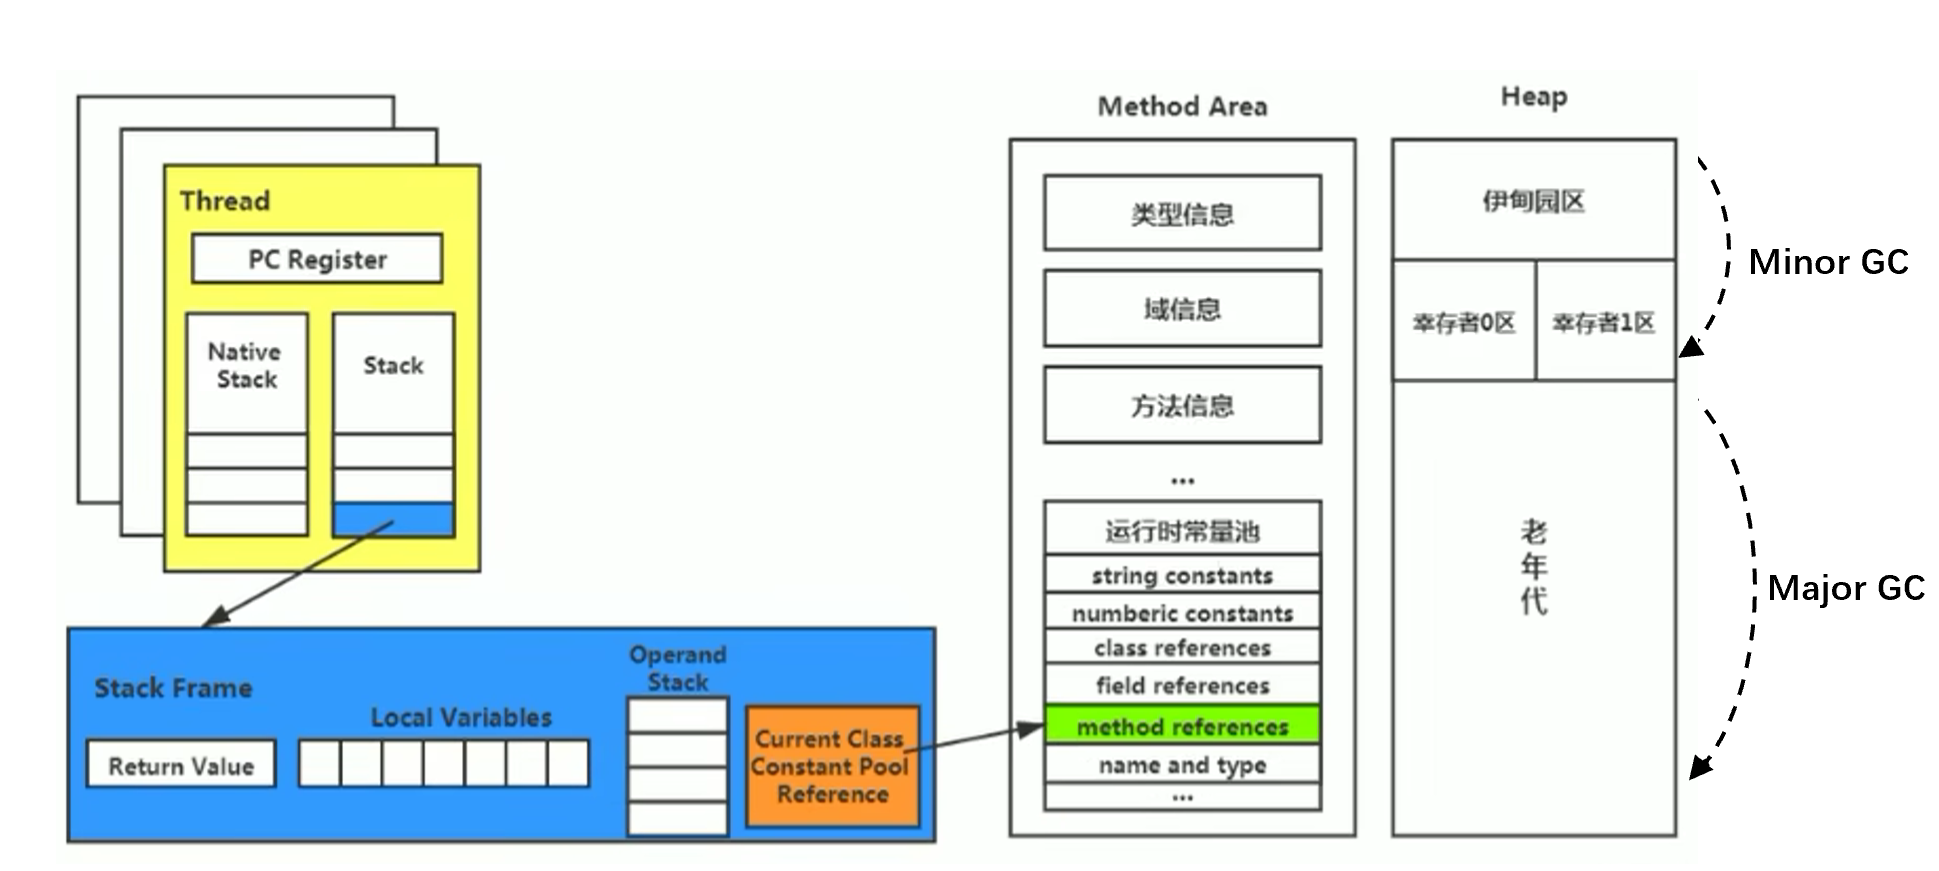 Thread
PC Register
Native
Stack
Stack
Stack Frame
Return Value
Local Variables
Operand
Stack
Current Class
Constant Pool
Reference
Method Area
类型信息
域信息
方法信息
...
运行时常量池
string constants
numberic constants
class references
field references
method references
name and type
...
Heap
伊甸园区
幸存者0区
幸存者1区
老
年
代
Minor GC
Major GC